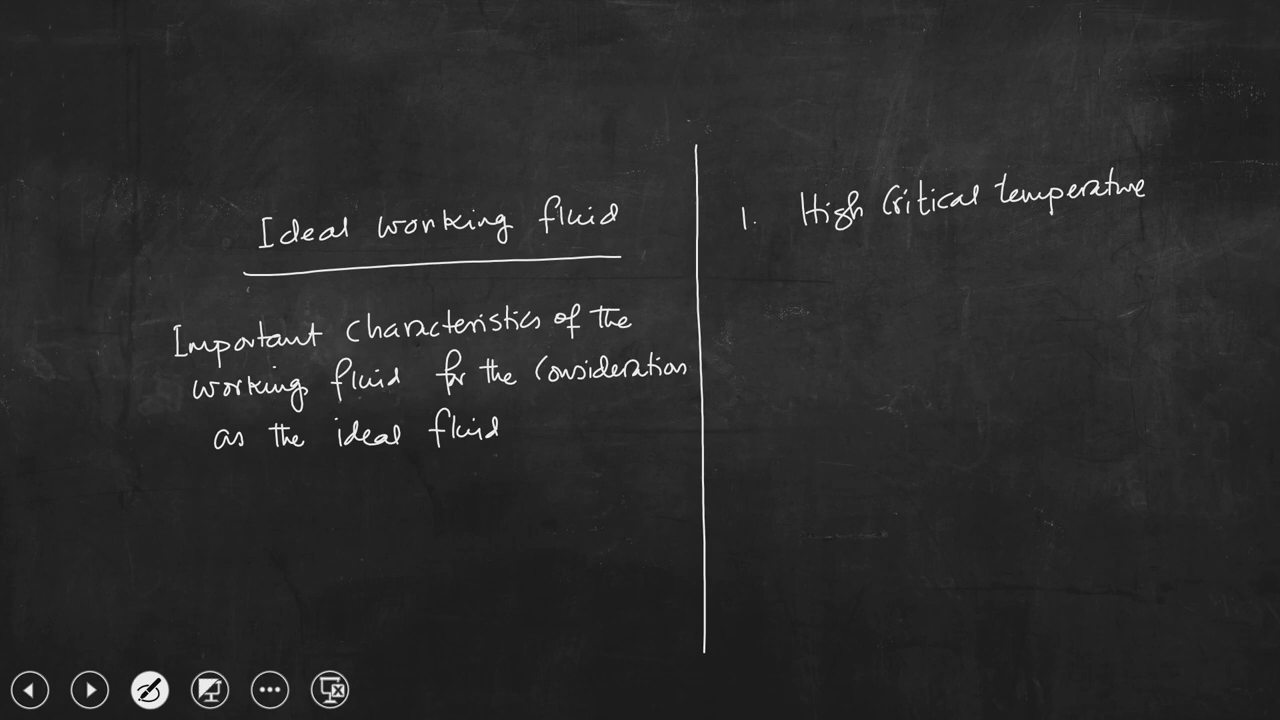 Ideal working fluid
Important characteristics of the
working fluid for the consideration
as the ideal fluid
1. High Critical temperature